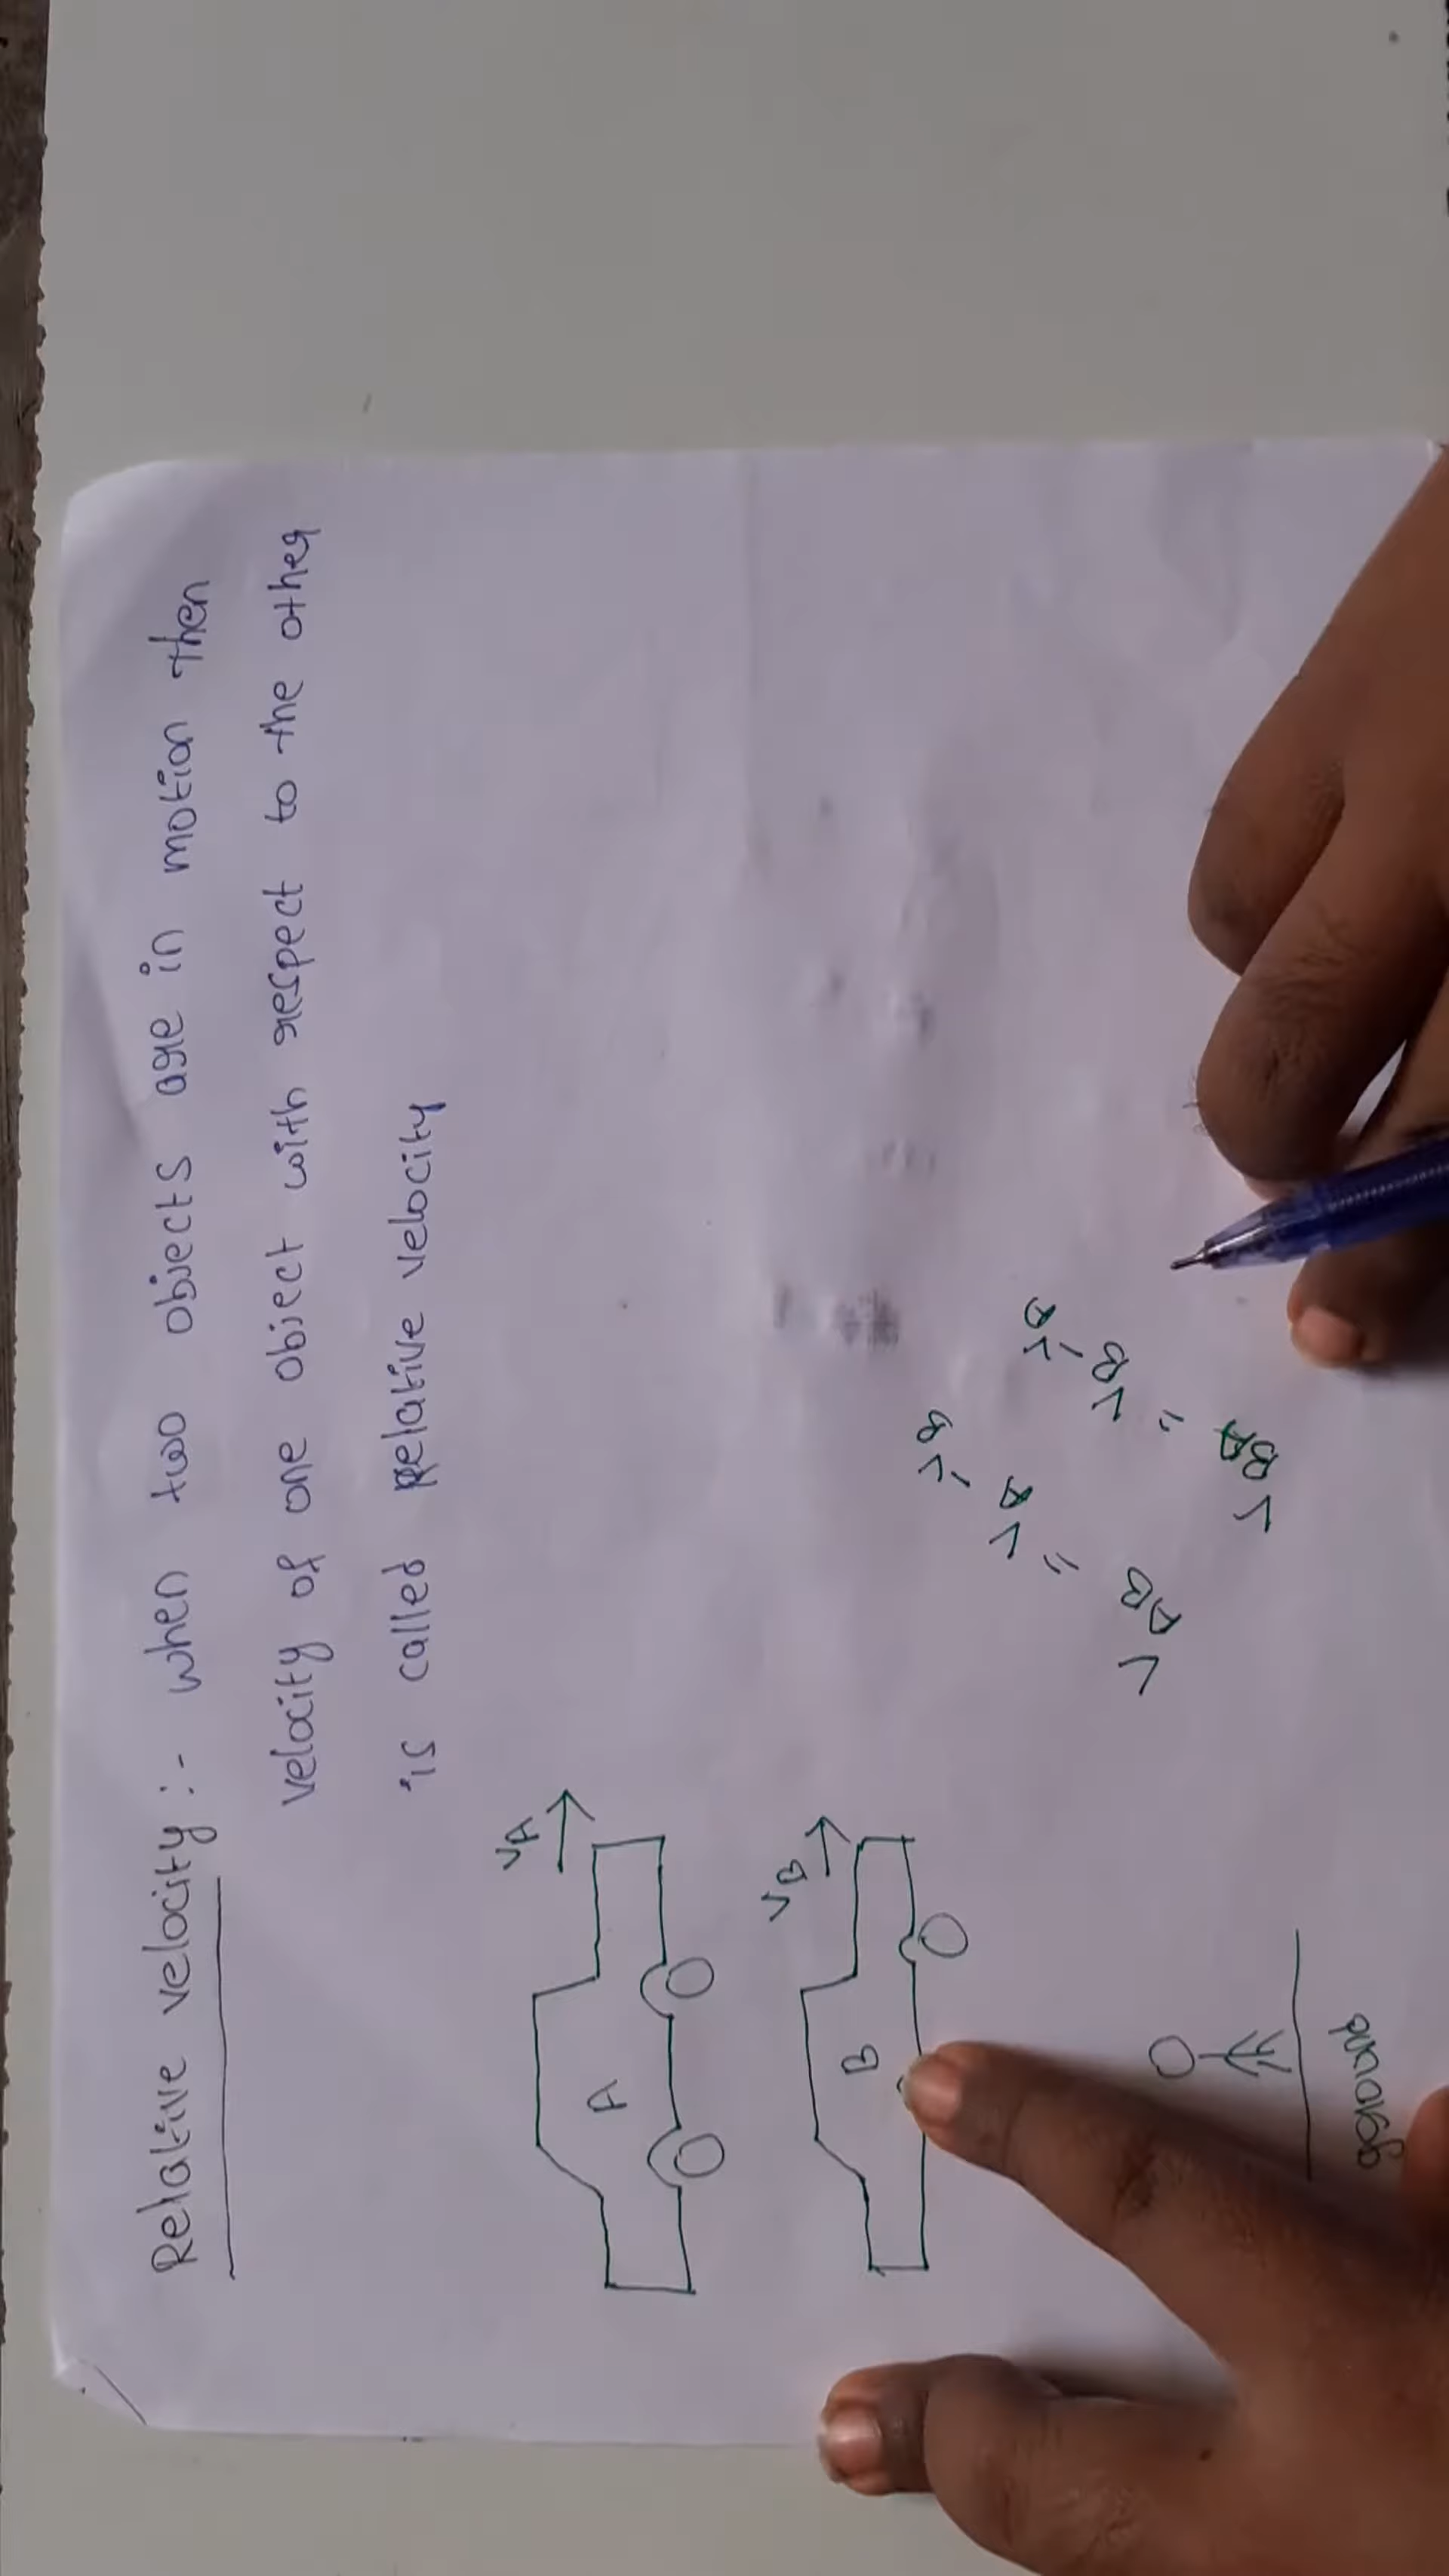 Relative velocity :- when two objects are in motion then
velocity of one object with respect to the other
is called Relative velocity
VA
A
VB
B
VAB = VA - VB
VBA = VB - VA
ground